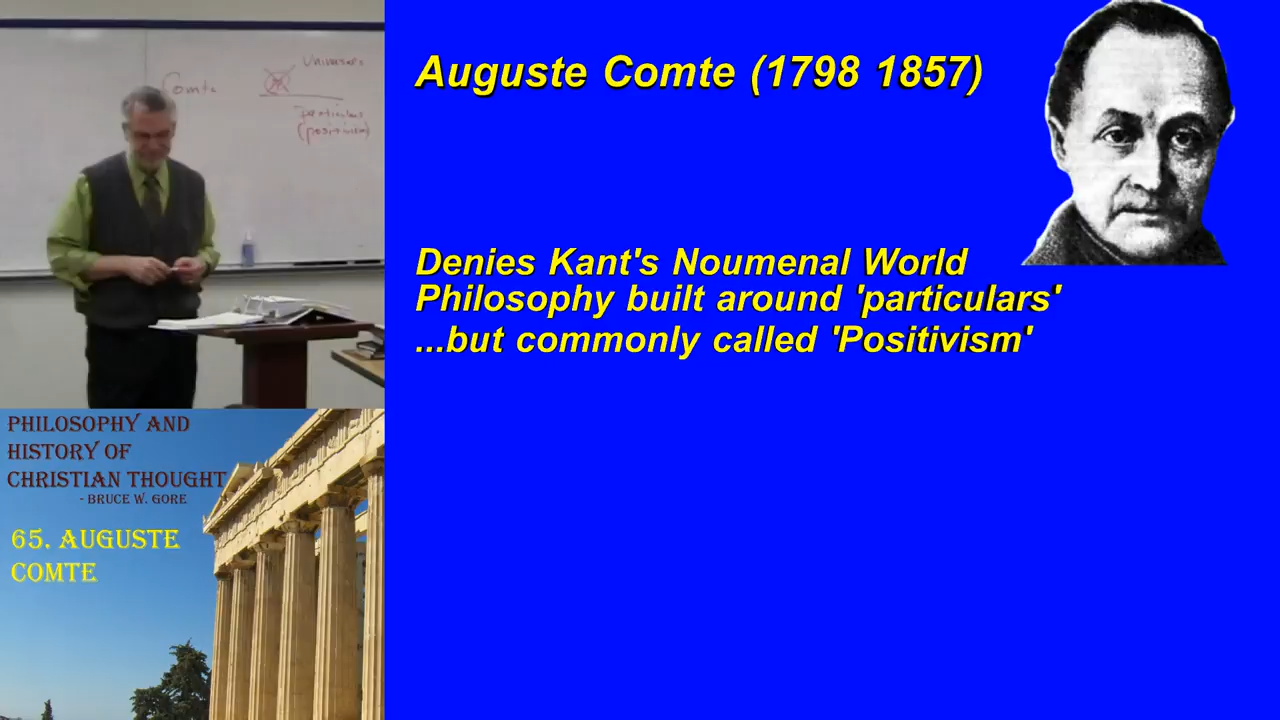 Comte
Universals
particulars
(positivism)
Auguste Comte (1798 1857)
Denies Kant's Noumenal World
Philosophy built around 'particulars'
...but commonly called 'Positivism'
PHILOSOPHY AND
HISTORY OF
CHRISTIAN THOUGHT
- BRUCE W. GORE
65. AUGUSTE
COMTE